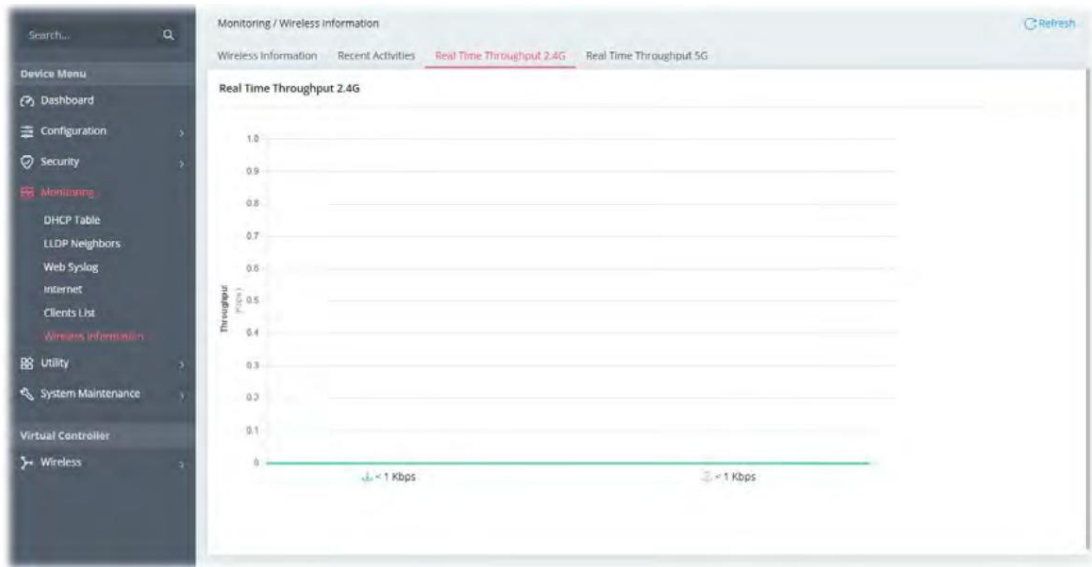 Search...
Device Menu
Dashboard
Configuration
Security
Monitoring
DHCP Table
LLDP Neighbors
Web Syslog
Internet
Clients List
Wireless Information
Utility
System Maintenance
Virtual Controller
Wireless
Monitoring / Wireless Information
Refresh
Wireless Information Recent Activities Real Time Throughput 2.4G Real Time Throughput 5G
Real Time Throughput 2.4G
Throughput
(Kbps)
1.0
0.9
0.8
0.7
0.6
0.5
0.4
0.3
0.2
0.1
0
< 1 Kbps < 1 Kbps